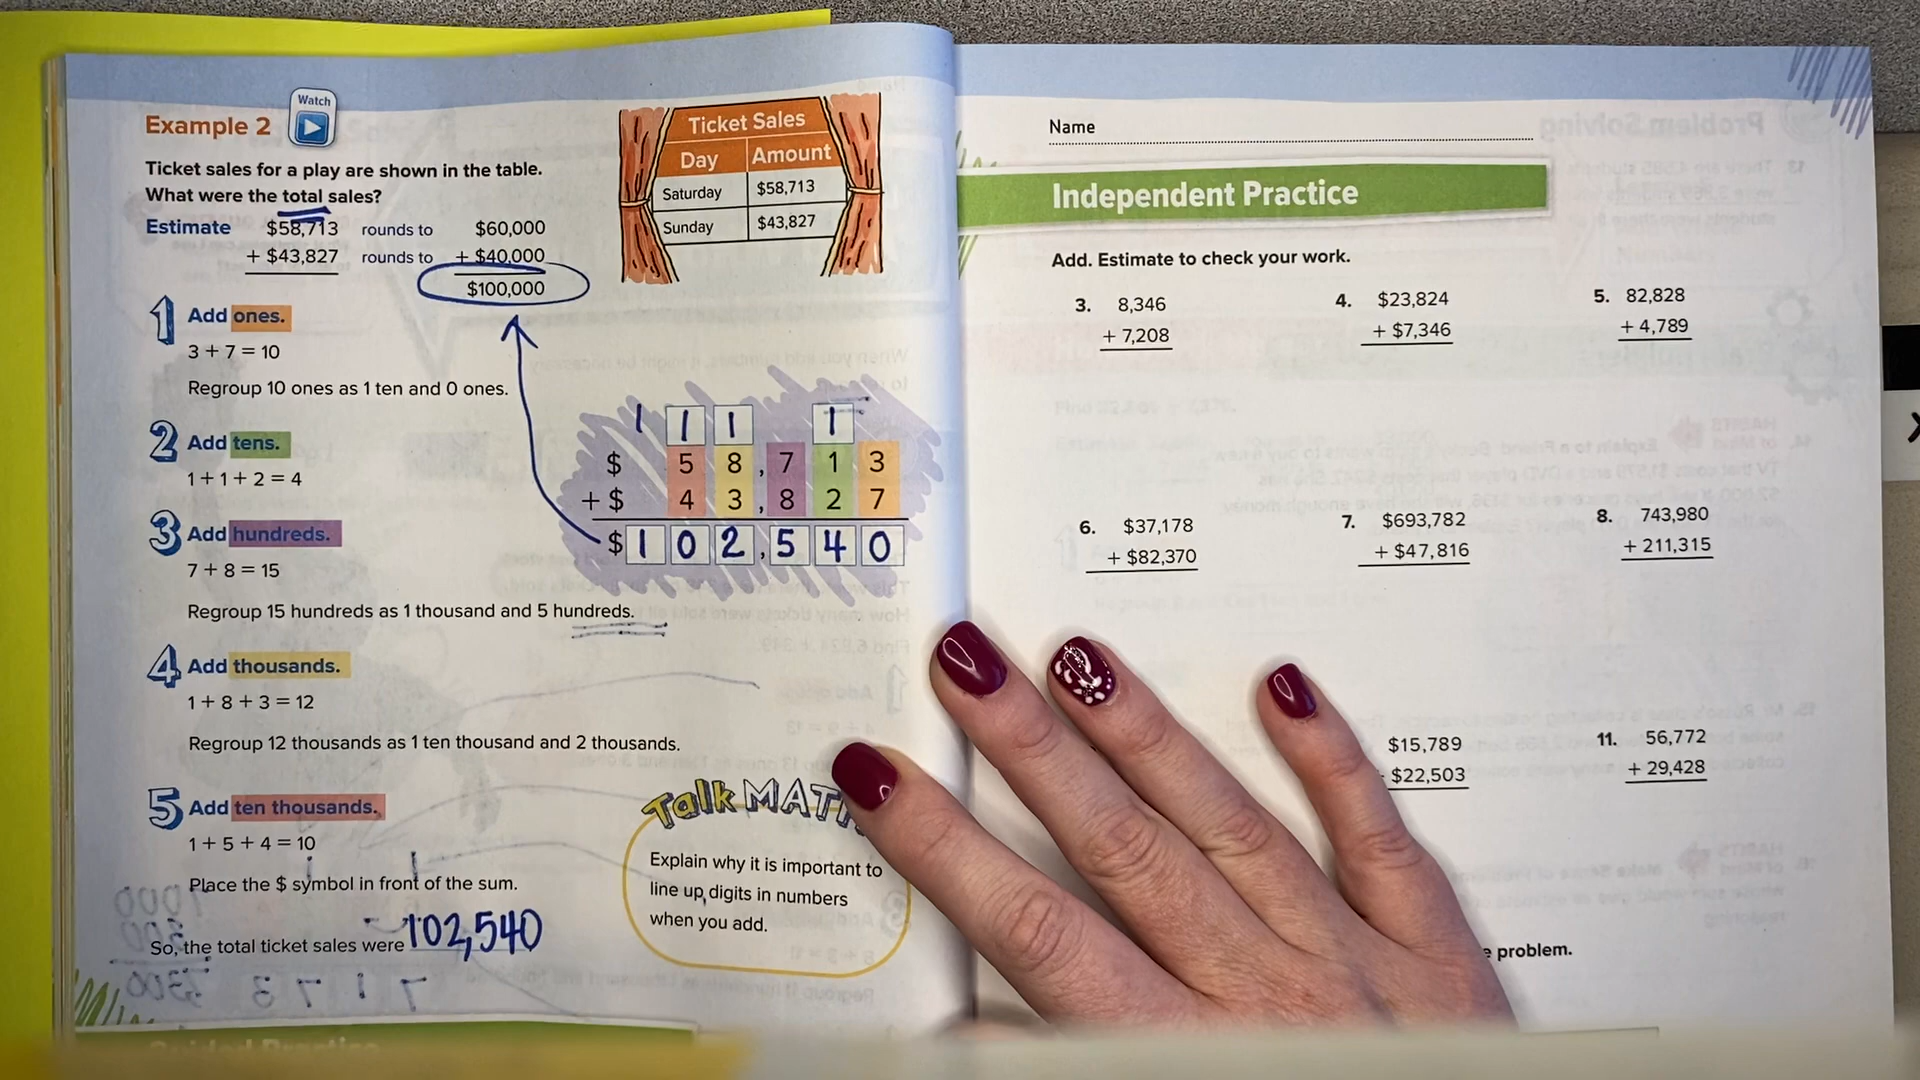 Example 2
Watch
Ticket sales for a play are shown in the table.
What were the total sales?
Estimate $58,713 rounds to $60,000
+ $43,827 rounds to + $40,000
$100,000
Ticket Sales
Day Amount
Saturday $58,713
Sunday $43,827
1 Add ones.
3 + 7 = 10
Regroup 10 ones as 1 ten and 0 ones.
2 Add tens.
1 + 1 + 2 = 4
3 Add hundreds.
7 + 8 = 15
Regroup 15 hundreds as 1 thousand and 5 hundreds.
4 Add thousands.
1 + 8 + 3 = 12
Regroup 12 thousands as 1 ten thousand and 2 thousands.
5 Add ten thousands.
1 + 5 + 4 = 10
Place the $ symbol in front of the sum.
So, the total ticket sales were 102,540
1 1 1 1
$ 5 8 , 7 1 3
+ $ 4 3 , 8 2 7
$ 1 0 2 , 5 4 0
Talk MATH
Explain why it is important to
line up digits in numbers
when you add.
Guided Practice
Name
Independent Practice
Add. Estimate to check your work.
3. 8,346
+ 7,208
4. $23,824
+ $7,346
5. 82,828
+ 4,789
6. $37,178
+ $82,370
7. $693,782
+ $47,816
8. 743,980
+ 211,315
$15,789
$22,503
11. 56,772
+ 29,428
problem.